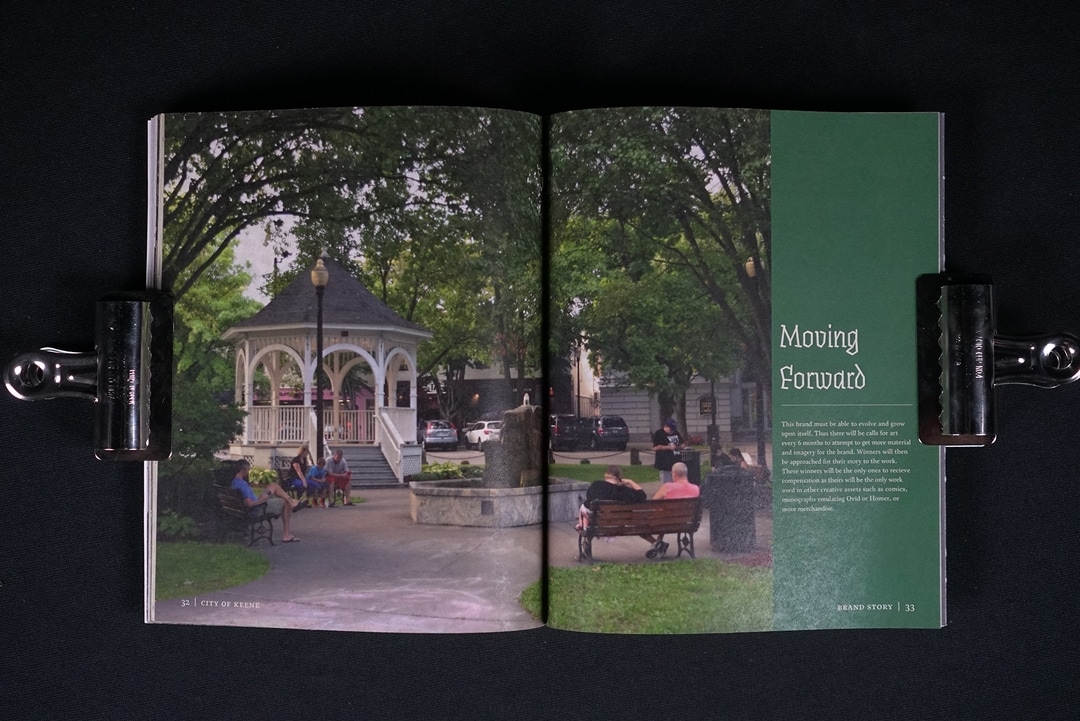 Moving
Forward
This brand must be able to evolve and grow
upon itself. Thus there will be calls for art
every 6 months to attempt to get more material
and imagery for the brand. Winners will then
be approached for their story to the work.
These winners will be the only ones to recieve
compensation as theirs will be the only work
used in other creative assets such as comics,
monographs emulating Ovid or Homer, or
more merchandise.
32 | CITY OF KEENE
BRAND STORY | 33